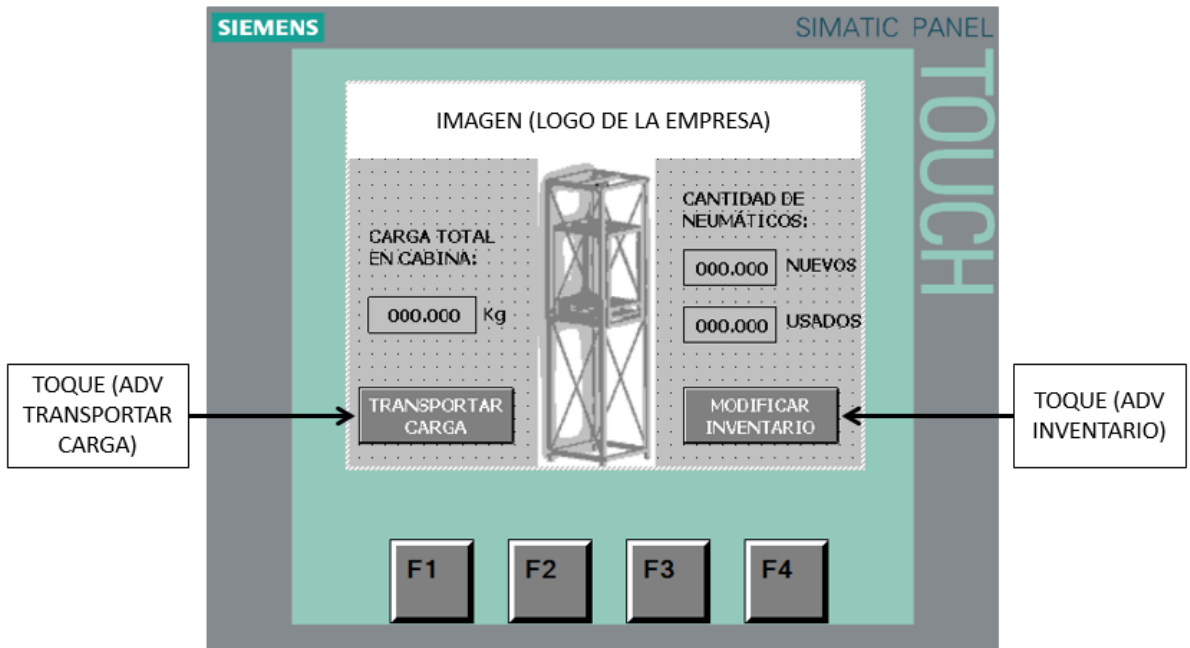 SIEMENS
SIMATIC PANEL
TOUCH
IMAGEN (LOGO DE LA EMPRESA)
CARGA TOTAL
EN CABINA:
000.000 Kg
CANTIDAD DE
NEUMÁTICOS:
000.000 NUEVOS
000.000 USADOS
TOQUE (ADV
TRANSPORTAR
CARGA)
TRANSPORTAR
CARGA
MODIFICAR
INVENTARIO
TOQUE (ADV
INVENTARIO)
F1
F2
F3
F4